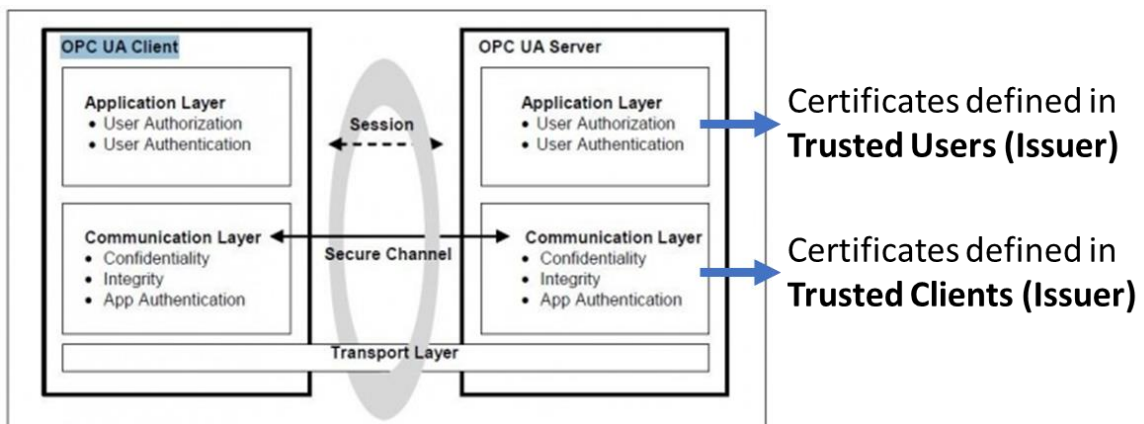 OPC UA Client
Application Layer
• User Authorization
• User Authentication
Communication Layer
• Confidentiality
• Integrity
• App Authentication
Session
Secure Channel
Transport Layer
OPC UA Server
Application Layer
• User Authorization
• User Authentication
Communication Layer
• Confidentiality
• Integrity
• App Authentication
Certificates defined in
Trusted Users (Issuer)
Certificates defined in
Trusted Clients (Issuer)